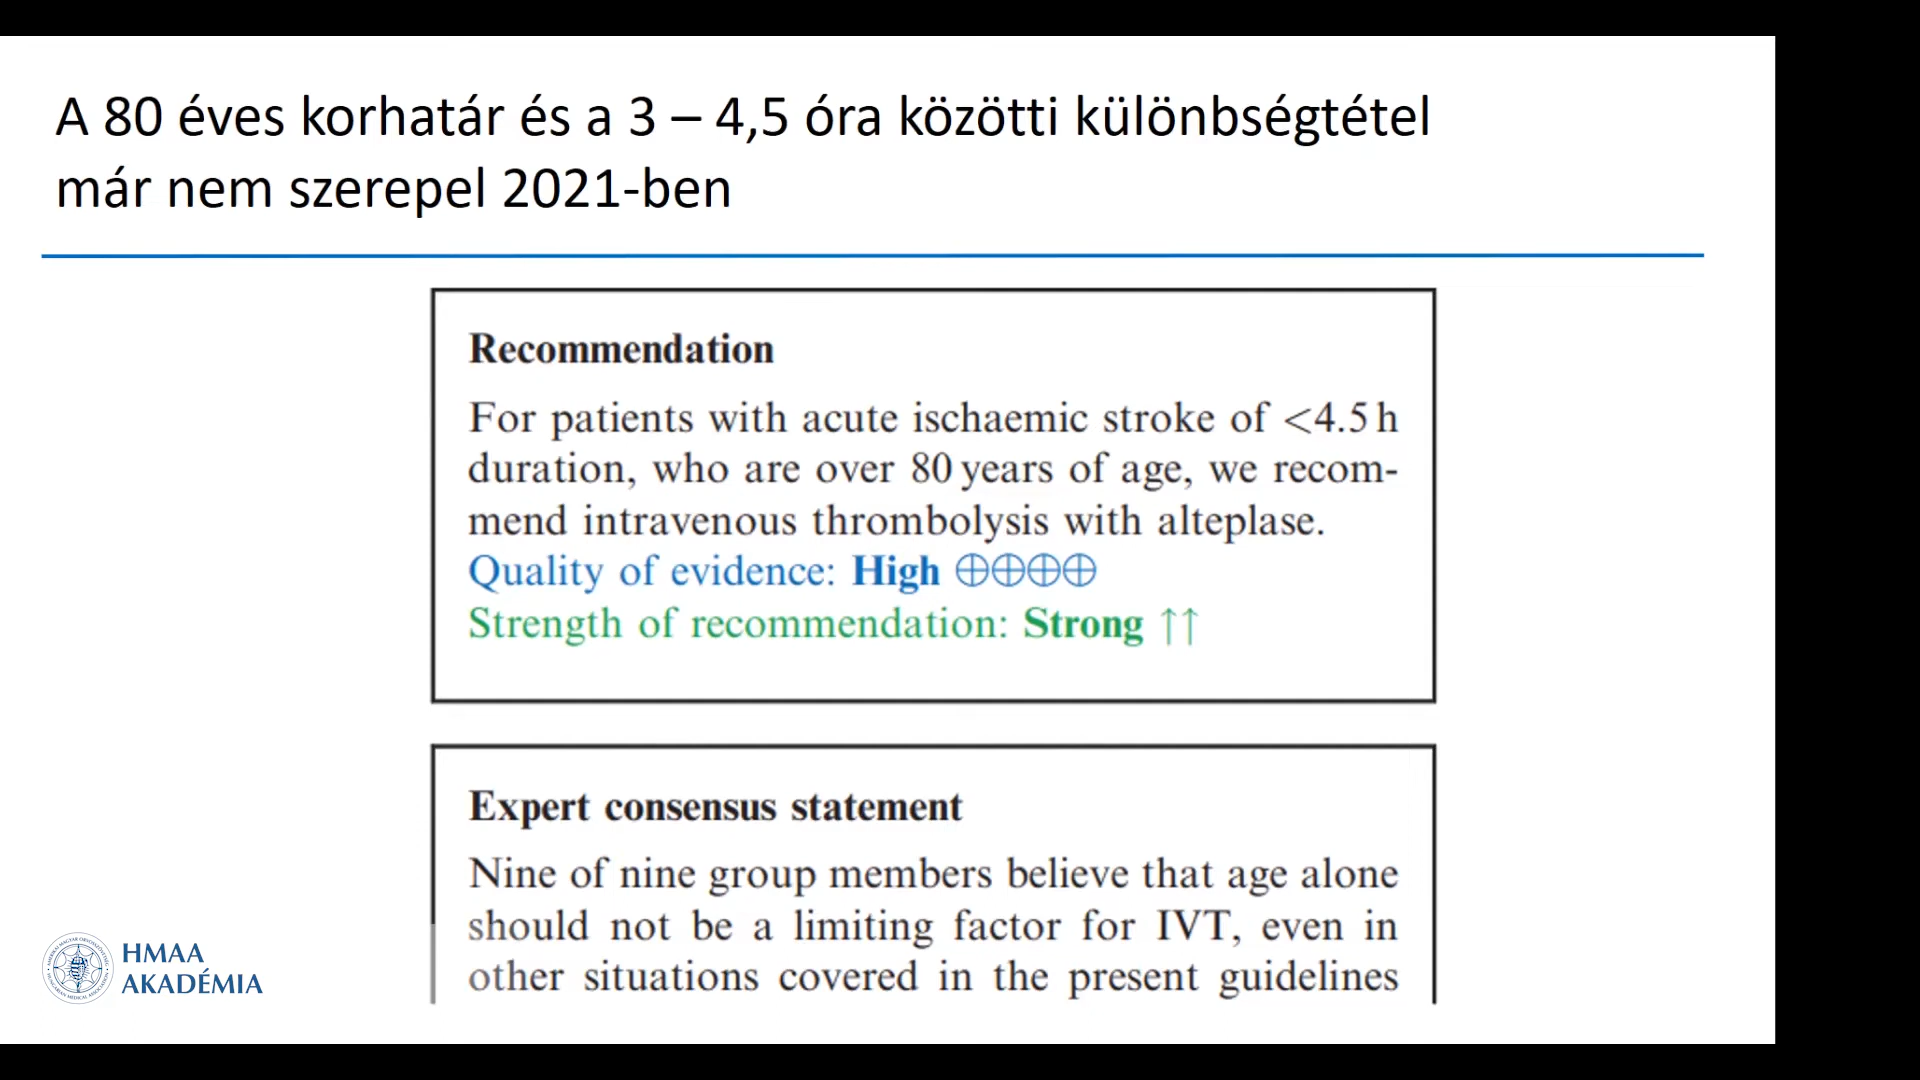 A 80 éves korhatár és a 3 – 4,5 óra közötti különbségtétel
már nem szerepel 2021-ben
Recommendation
For patients with acute ischaemic stroke of <4.5 h
duration, who are over 80 years of age, we recom-
mend intravenous thrombolysis with alteplase.
Quality of evidence: High ⊕⊕⊕⊕
Strength of recommendation: Strong ↑↑
Expert consensus statement
Nine of nine group members believe that age alone
should not be a limiting factor for IVT, even in
other situations covered in the present guidelines
HMAA
AKADÉMIA